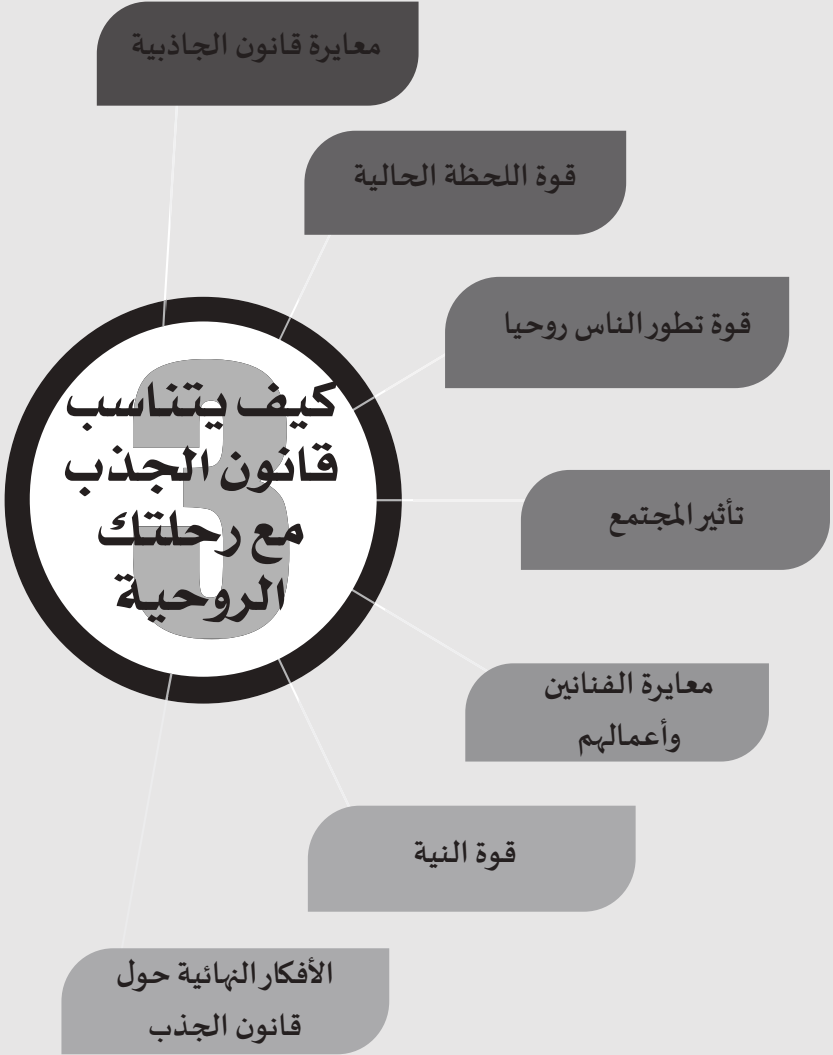 معايرة قانون الجاذبية
قوة اللحظة الحالية
قوة تطور الناس روحيا
3
كيف يتناسب
قانون الجذب
مع رحلتك
الروحية
تأثير المجتمع
معايرة الفنانين
وأعمالهم
قوة النية
الأفكار النهائية حول
قانون الجذب